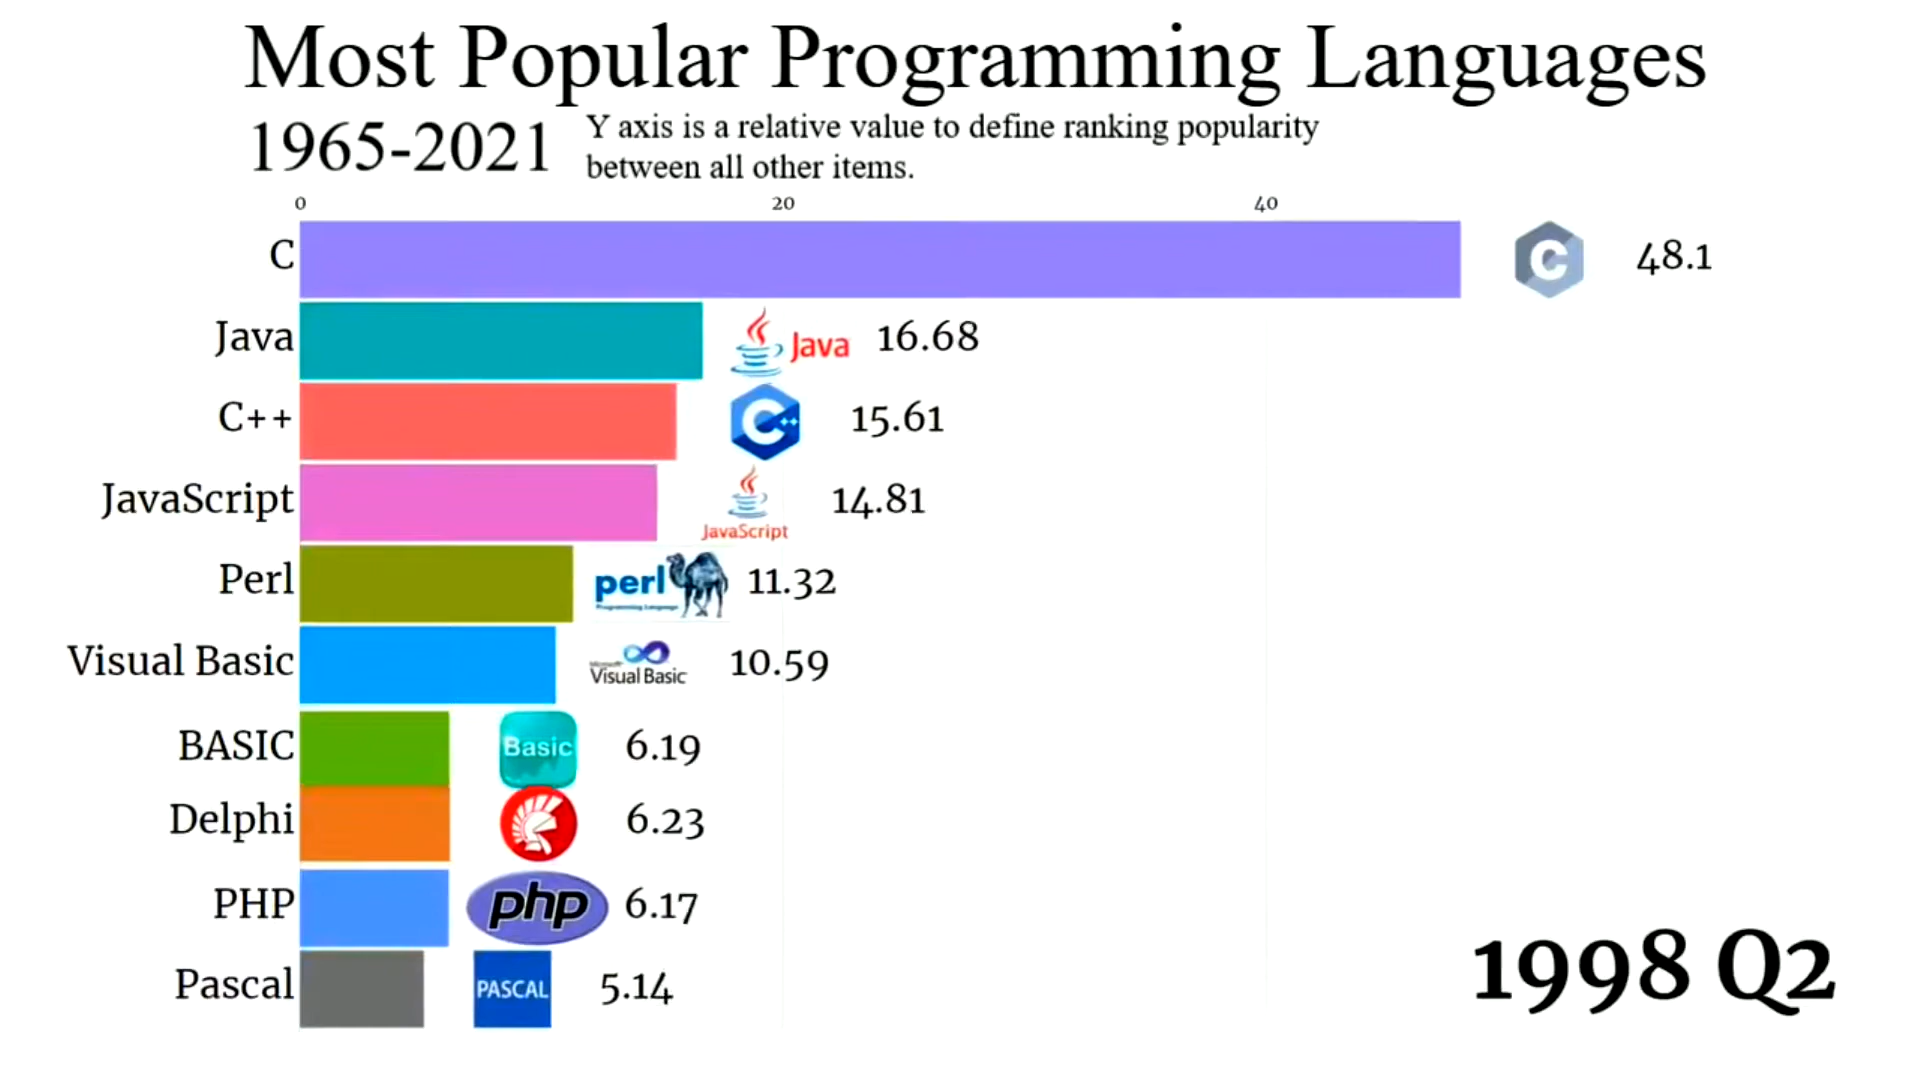 Most Popular Programming Languages
1965-2021
Y axis is a relative value to define ranking popularity
between all other items.
0 20 40
C C 48.1
Java Java 16.68
C++ C++ 15.61
JavaScript JavaScript 14.81
Perl perl Programming Language 11.32
Visual Basic Microsoft Visual Basic 10.59
BASIC Basic 6.19
Delphi 6.23
PHP php 6.17
Pascal PASCAL 5.14
1998 Q2